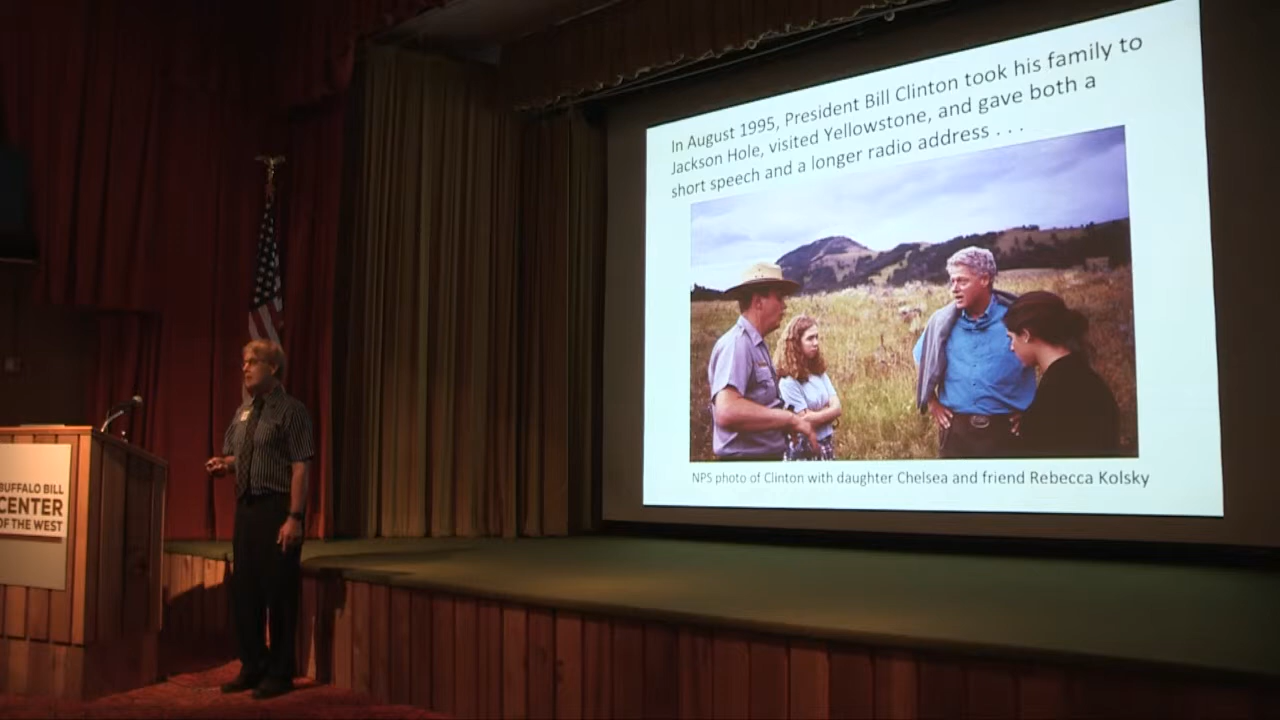 In August 1995, President Bill Clinton took his family to
Jackson Hole, visited Yellowstone, and gave both a
short speech and a longer radio address . . .
NPS photo of Clinton with daughter Chelsea and friend Rebecca Kolsky
BUFFALO BILL
CENTER
OF THE WEST